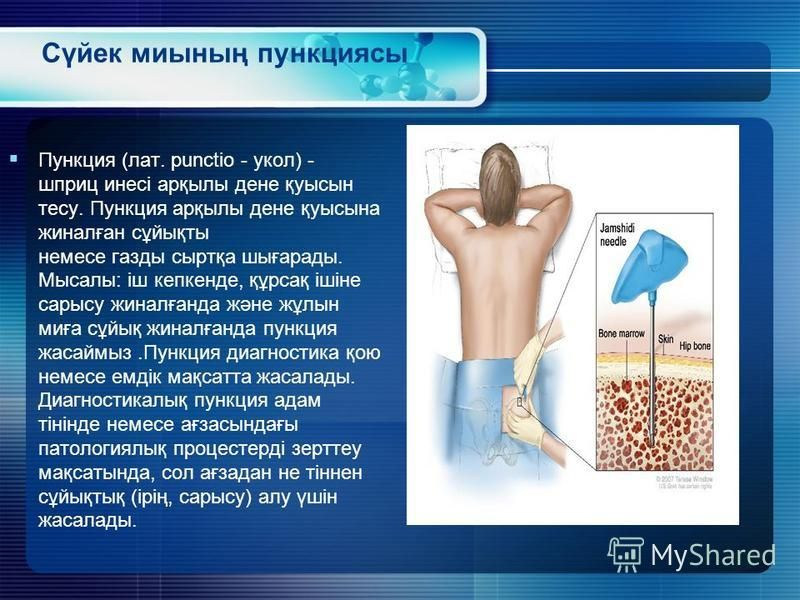 Сүйек миының пункциясы
Пункция (лат. punctio - укол) -
шприц инесі арқылы дене қуысын
тесу. Пункция арқылы дене қуысына
жиналған сұйықты
немесе газды сыртқа шығарады.
Мысалы: іш кепкенде, құрсақ ішіне
сарысу жиналғанда және жұлын
миға сұйық жиналғанда пункция
жасаймыз .Пункция диагностика қою
немесе емдік мақсатта жасалады.
Диагностикалық пункция адам
тінінде немесе ағзасындағы
патологиялық процестерді зерттеу
мақсатында, сол ағзадан не тіннен
сұйықтық (ірің, сарысу) алу үшін
жасалады.
Jamshidi
needle
Bone marrow
Skin
Hip bone
© 2007 Terese Winslow
U.S. Govt. has certain rights
MyShared